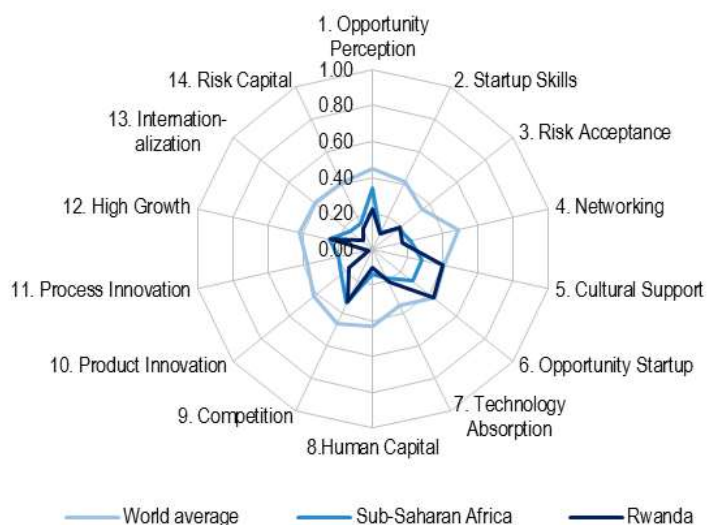 1. Opportunity
Perception
1.00
14. Risk Capital
2. Startup Skills
0.80
13. Internation-
alization
0.60
3. Risk Acceptance
0.40
12. High Growth
0.20
4. Networking
0.00
11. Process Innovation
5. Cultural Support
10. Product Innovation
6. Opportunity Startup
9. Competition
7. Technology
Absorption
8.Human Capital
World average
Sub-Saharan Africa
Rwanda